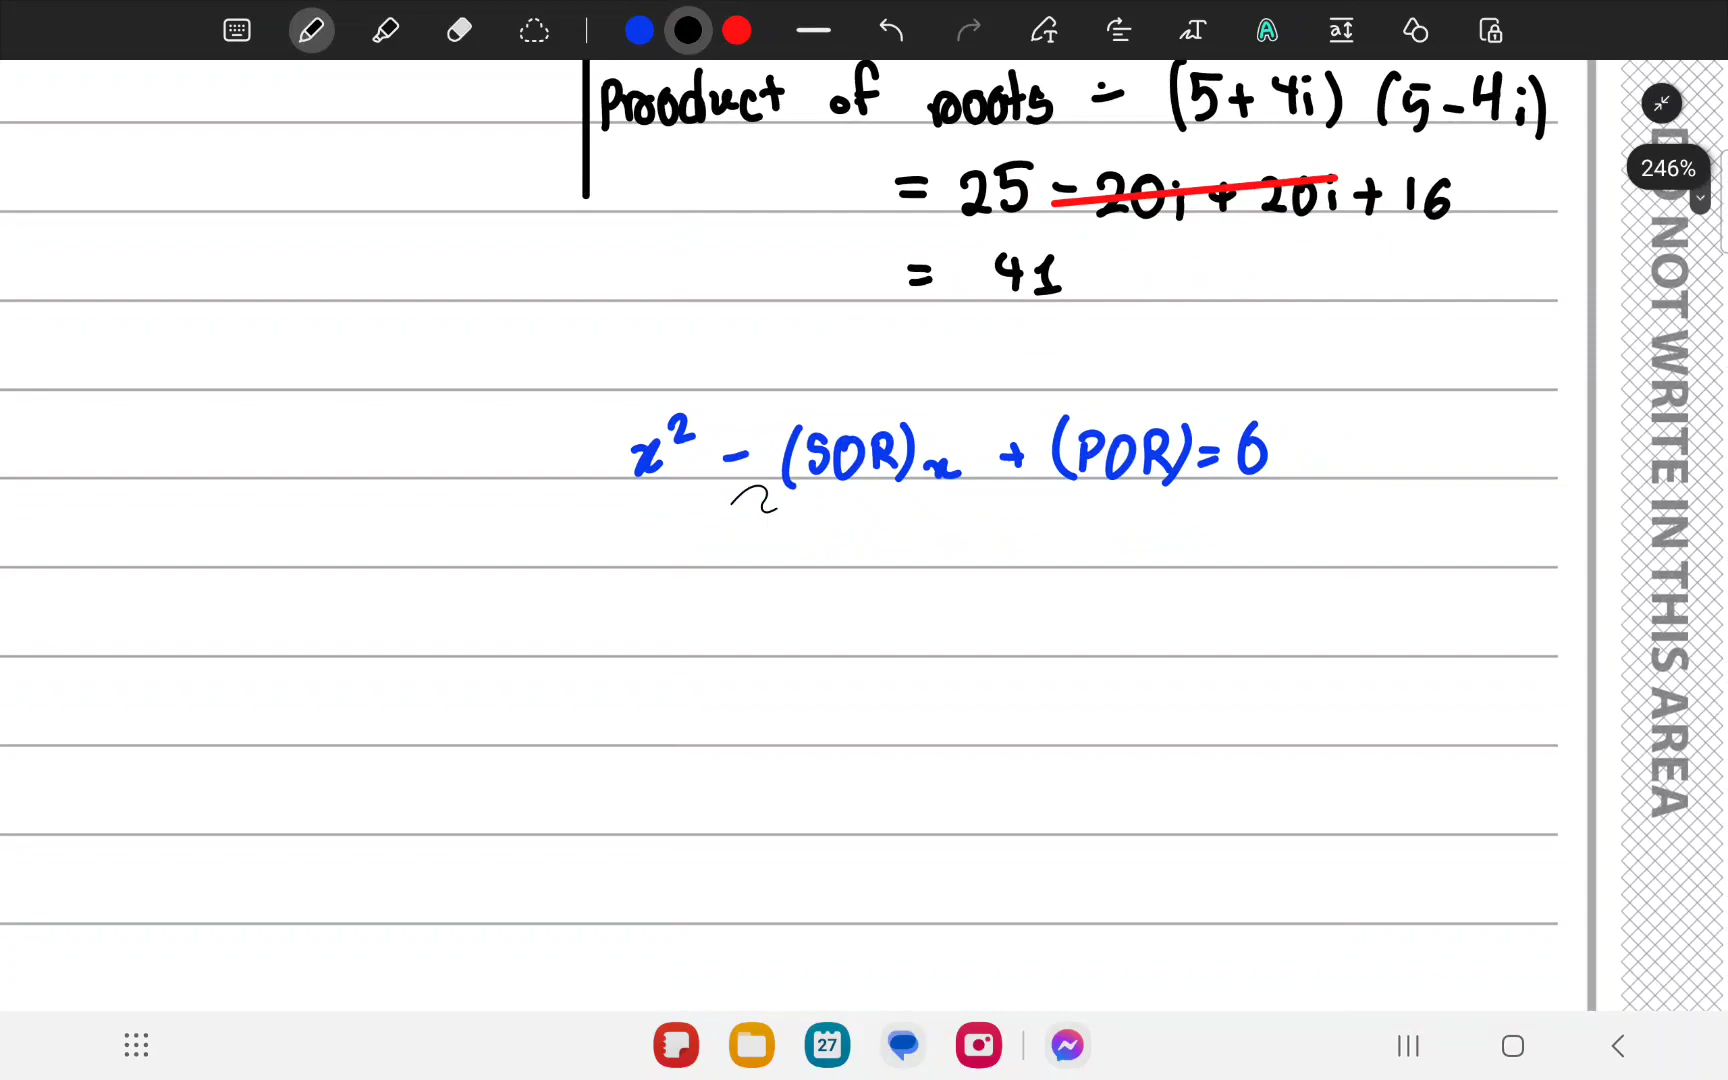 Product of roots ÷ (5+4i) (5-4i)
246%
= 25 - 20i + 20i + 16
= 41
x² - (SOR)x + (POR) = 0
DO NOT WRITE IN THIS AREA
27